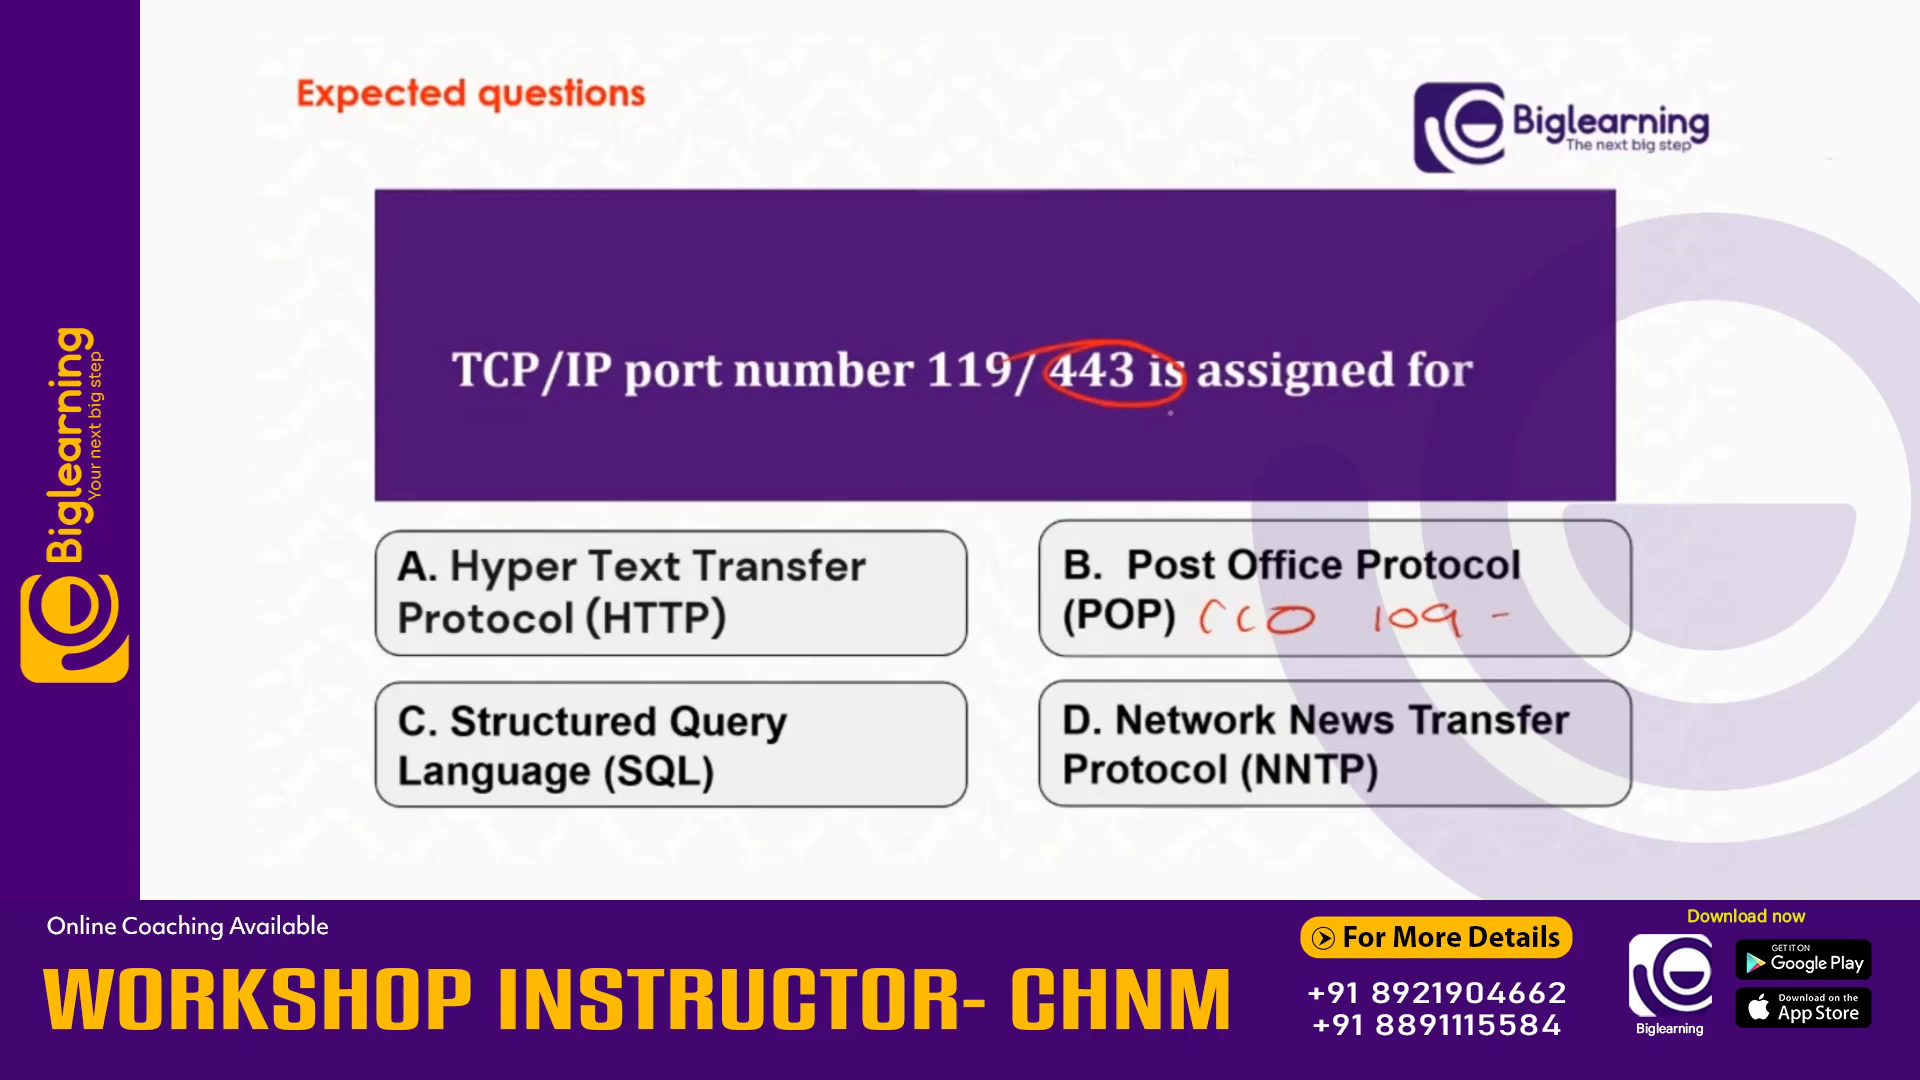 Expected questions
Biglearning
The next big step
TCP/IP port number 119/ 443 is assigned for
A. Hyper Text Transfer
Protocol (HTTP)
B. Post Office Protocol
(POP) 109 -
C. Structured Query
Language (SQL)
D. Network News Transfer
Protocol (NNTP)
Biglearning
Your next big step
Online Coaching Available
WORKSHOP INSTRUCTOR- CHNM
For More Details
+91 8921904662
+91 8891115584
Download now
Biglearning
GET IT ON
Google Play
Download on the
App Store